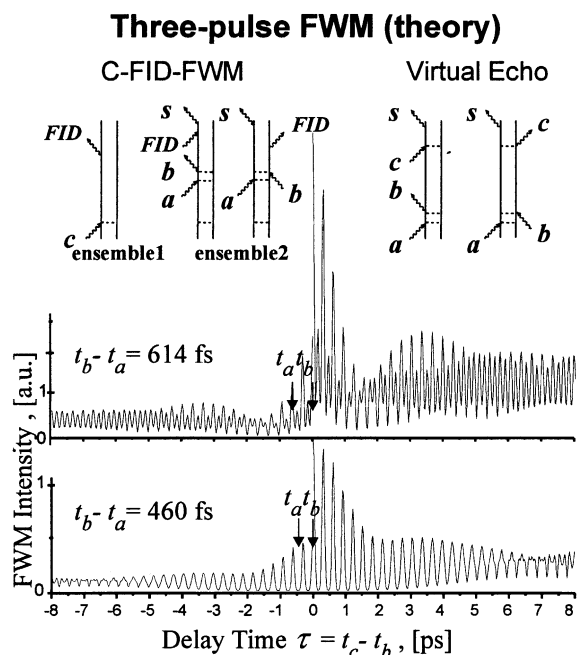 Three-pulse FWM (theory)
C-FID-FWM
Virtual Echo
s s s s
FID FID FID c
b c
a b b
c a a b
ensemble1 ensemble2
t_b - t_a = 614 fs
t_a t_b
1
0
t_b - t_a = 460 fs
t_a t_b
1
0
FWM Intensity , [a.u.]
-8 -7 -6 -5 -4 -3 -2 -1 0 1 2 3 4 5 6 7 8
Delay Time τ = t_c - t_b , [ps]